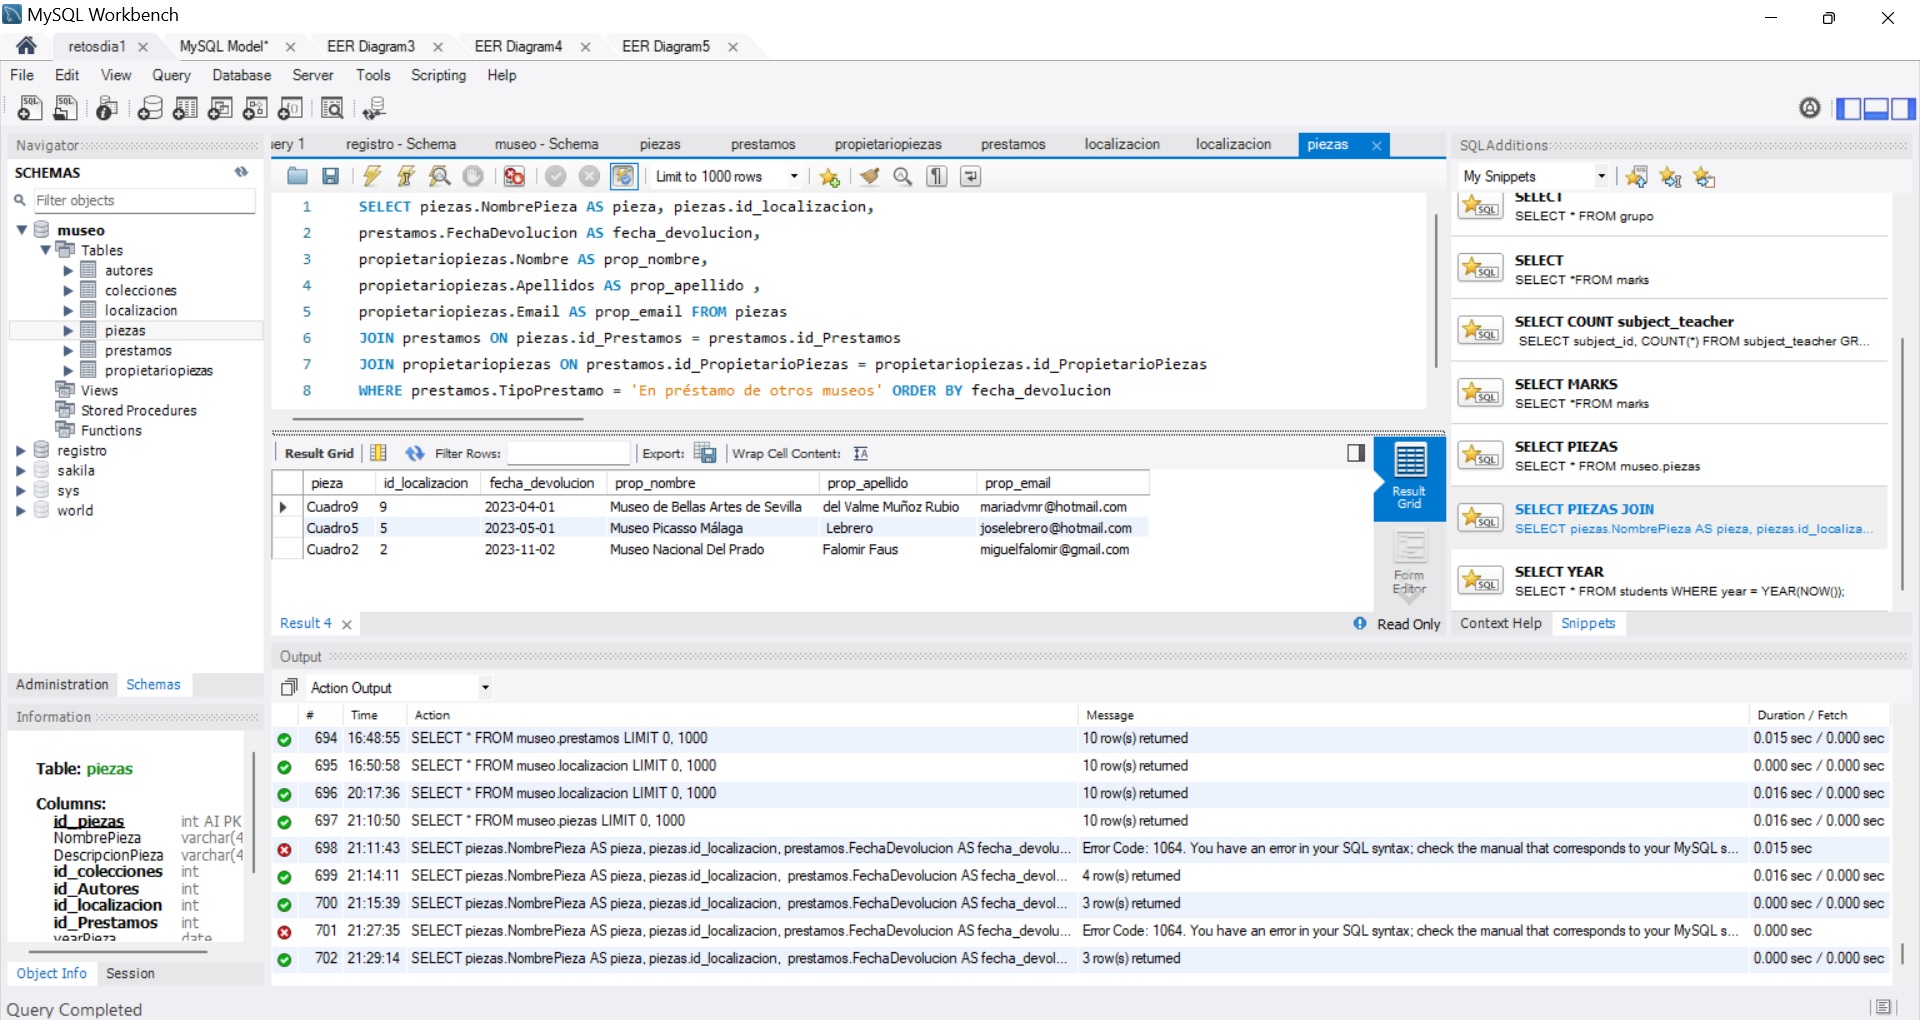 MySQL Workbench
retosdia1
MySQL Model*
EER Diagram3
EER Diagram4
EER Diagram5
File Edit View Query Database Server Tools Scripting Help
Navigator
SCHEMAS
Filter objects
museo
Tables
autores
colecciones
localizacion
piezas
prestamos
propietariopiezas
Views
Stored Procedures
Functions
registro
sakila
sys
world
Administration Schemas
Information
Table: piezas
Columns:
id_piezas int AI PK
NombrePieza varchar(4
DescripcionPieza varchar(4
id_colecciones int
id_Autores int
id_localizacion int
id_Prestamos int
yearPieza date
Object Info Session
Query Completed
ery 1 registro - Schema museo - Schema piezas prestamos propietariopiezas prestamos localizacion localizacion piezas
Limit to 1000 rows
1 SELECT piezas.NombrePieza AS pieza, piezas.id_localizacion,
2 prestamos.FechaDevolucion AS fecha_devolucion,
3 propietariopiezas.Nombre AS prop_nombre,
4 propietariopiezas.Apellidos AS prop_apellido ,
5 propietariopiezas.Email AS prop_email FROM piezas
6 JOIN prestamos ON piezas.id_Prestamos = prestamos.id_Prestamos
7 JOIN propietariopiezas ON prestamos.id_PropietarioPiezas = propietariopiezas.id_PropietarioPiezas
8 WHERE prestamos.TipoPrestamo = 'En préstamo de otros museos' ORDER BY fecha_devolucion
Result Grid Filter Rows: Export: Wrap Cell Content:
pieza id_localizacion fecha_devolucion prop_nombre prop_apellido prop_email
Cuadro9 9 2023-04-01 Museo de Bellas Artes de Sevilla del Valme Muñoz Rubio mariadvmr@hotmail.com
Cuadro5 5 2023-05-01 Museo Picasso Málaga Lebrero joselebrero@hotmail.com
Cuadro2 2 2023-11-02 Museo Nacional Del Prado Falomir Faus miguelfalomir@gmail.com
Result
Grid
Form
Editor
Result 4
Read Only
SQLAdditions
My Snippets
SELECT
SELECT * FROM grupo
SELECT
SELECT *FROM marks
SELECT COUNT subject_teacher
SELECT subject_id, COUNT(*) FROM subject_teacher GR...
SELECT MARKS
SELECT *FROM marks
SELECT PIEZAS
SELECT * FROM museo.piezas
SELECT PIEZAS JOIN
SELECT piezas.NombrePieza AS pieza, piezas.id_localiza...
SELECT YEAR
SELECT * FROM students WHERE year = YEAR(NOW());
Context Help Snippets
Output
Action Output
# Time Action Message Duration / Fetch
694 16:48:55 SELECT * FROM museo.prestamos LIMIT 0, 1000 10 row(s) returned 0.015 sec / 0.000 sec
695 16:50:58 SELECT * FROM museo.localizacion LIMIT 0, 1000 10 row(s) returned 0.000 sec / 0.000 sec
696 20:17:36 SELECT * FROM museo.localizacion LIMIT 0, 1000 10 row(s) returned 0.016 sec / 0.000 sec
697 21:10:50 SELECT * FROM museo.piezas LIMIT 0, 1000 10 row(s) returned 0.016 sec / 0.000 sec
698 21:11:43 SELECT piezas.NombrePieza AS pieza, piezas.id_localizacion, prestamos.FechaDevolucion AS fecha_devolu... Error Code: 1064. You have an error in your SQL syntax; check the manual that corresponds to your MySQL s... 0.015 sec
699 21:14:11 SELECT piezas.NombrePieza AS pieza, piezas.id_localizacion, prestamos.FechaDevolucion AS fecha_devol... 4 row(s) returned 0.016 sec / 0.000 sec
700 21:15:39 SELECT piezas.NombrePieza AS pieza, piezas.id_localizacion, prestamos.FechaDevolucion AS fecha_devol... 3 row(s) returned 0.000 sec / 0.000 sec
701 21:27:35 SELECT piezas.NombrePieza AS pieza, piezas.id_localizacion, prestamos.FechaDevolucion AS fecha_devolu... Error Code: 1064. You have an error in your SQL syntax; check the manual that corresponds to your MySQL s... 0.000 sec
702 21:29:14 SELECT piezas.NombrePieza AS pieza, piezas.id_localizacion, prestamos.FechaDevolucion AS fecha_devol... 3 row(s) returned 0.000 sec / 0.000 sec